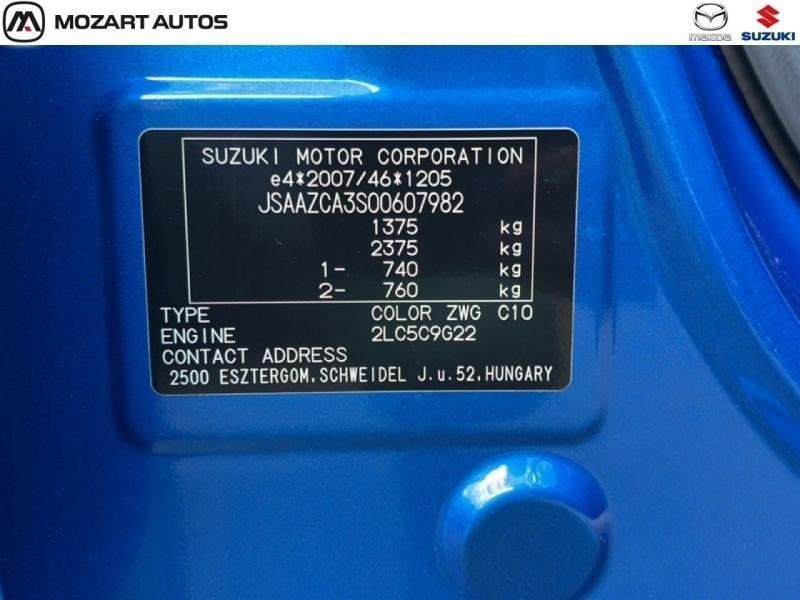 MOZART AUTOS
mazda SUZUKI
SUZUKI MOTOR CORPORATION
e4*2007/46*1205
JSAAZCA3S00607982
1375 kg
2375 kg
1- 740 kg
2- 760 kg
TYPE COLOR ZWG C10
ENGINE 2LC5C9G22
CONTACT ADDRESS
2500 ESZTERGOM, SCHWEIDEL J.u.52, HUNGARY